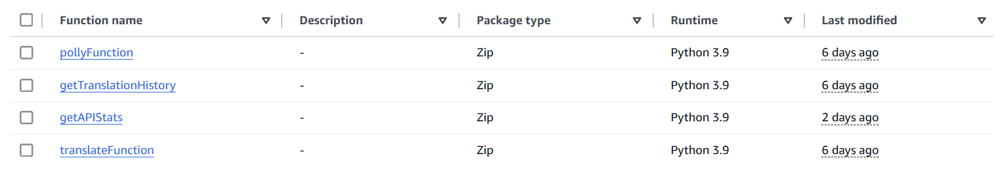 Function name Description Package type Runtime Last modified
pollyFunction - Zip Python 3.9 6 days ago
getTranslationHistory - Zip Python 3.9 6 days ago
getAPIStats - Zip Python 3.9 2 days ago
translateFunction - Zip Python 3.9 6 days ago